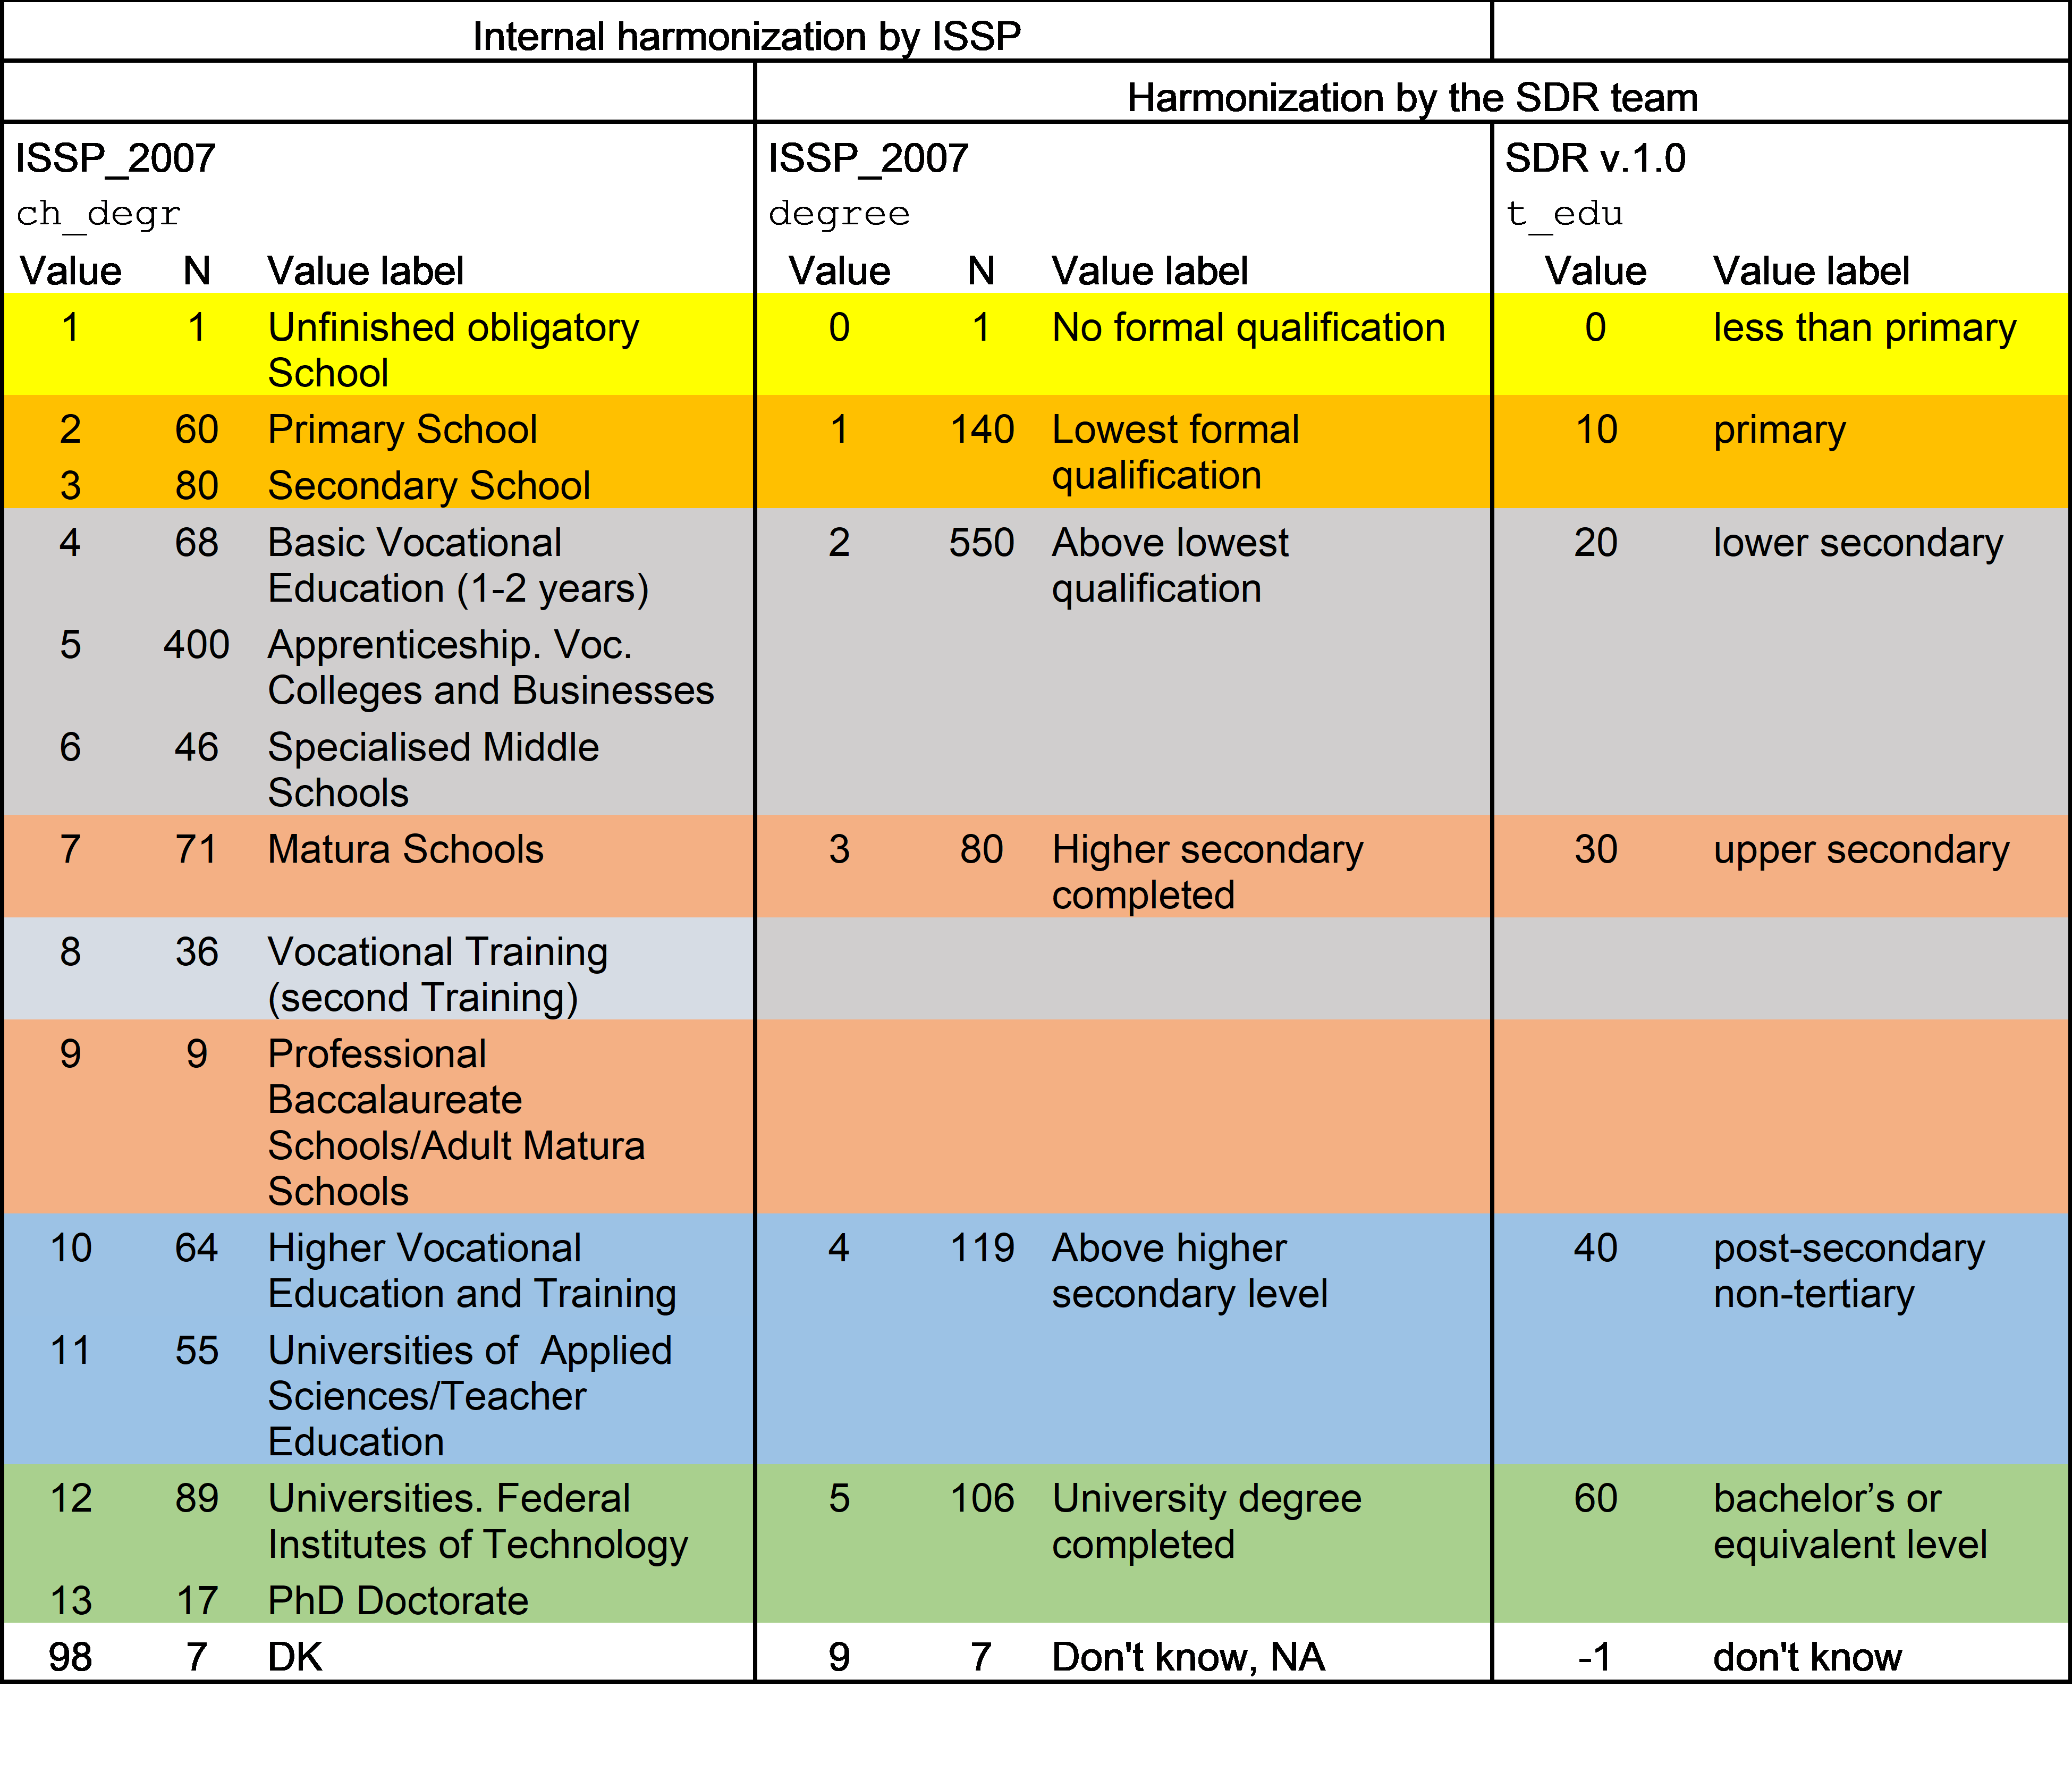 Internal harmonization by ISSP
Harmonization by the SDR team
ISSP_2007 ISSP_2007 SDR v.1.0
ch_degr degree t_edu
Value N Value label Value N Value label Value Value label
1 1 Unfinished obligatory 0 1 No formal qualification 0 less than primary
School
2 60 Primary School 1 140 Lowest formal 10 primary
qualification
3 80 Secondary School
4 68 Basic Vocational 2 550 Above lowest 20 lower secondary
Education (1-2 years) qualification
5 400 Apprenticeship. Voc.
Colleges and Businesses
6 46 Specialised Middle
Schools
7 71 Matura Schools 3 80 Higher secondary 30 upper secondary
completed
8 36 Vocational Training
(second Training)
9 9 Professional
Baccalaureate
Schools/Adult Matura
Schools
10 64 Higher Vocational 4 119 Above higher 40 post-secondary
Education and Training secondary level non-tertiary
11 55 Universities of  Applied
Sciences/Teacher
Education
12 89 Universities. Federal 5 106 University degree 60 bachelor’s or
Institutes of Technology completed equivalent level
13 17 PhD Doctorate
98 7 DK 9 7 Don't know, NA -1 don't know